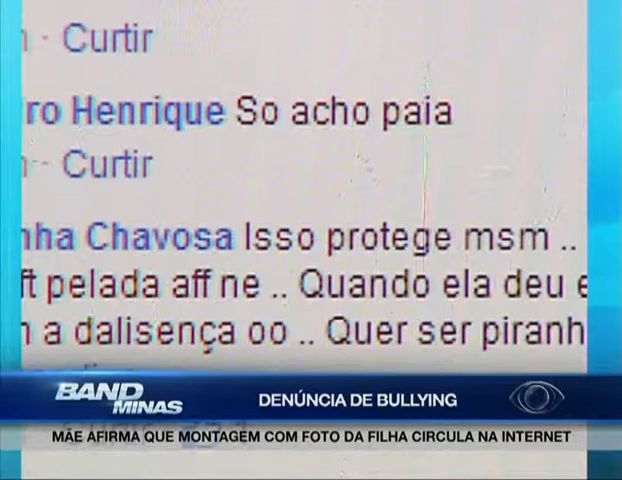 · Curtir
ro Henrique So acho paia
· Curtir
nha Chavosa Isso protege msm ..
ft pelada aff ne .. Quando ela deu e
a dalisença oo .. Quer ser piranh
BAND MINAS
DENÚNCIA DE BULLYING
MÃE AFIRMA QUE MONTAGEM COM FOTO DA FILHA CIRCULA NA INTERNET